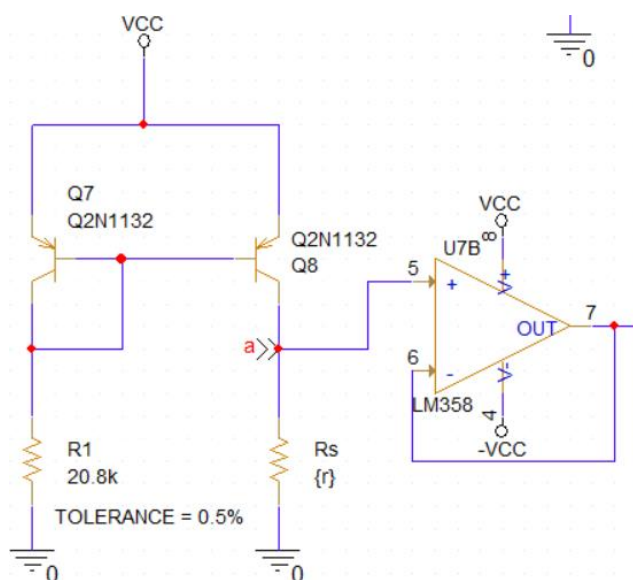 VCC
0
Q7
Q2N1132
Q2N1132
Q8
VCC
8
U7B
5
+
V+
7
OUT
a
6
-
V-
LM358
4
-VCC
R1
20.8k
Rs
{r}
TOLERANCE = 0.5%
0
0